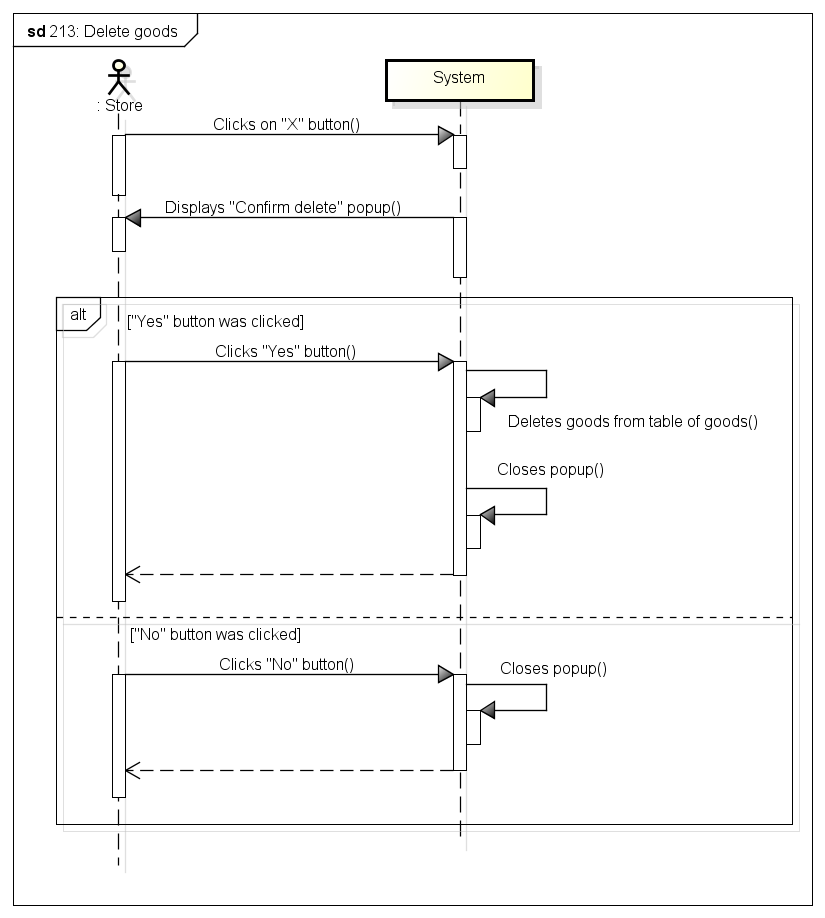 sd 213: Delete goods
: Store
System
Clicks on "X" button()
Displays "Confirm delete" popup()
alt
["Yes" button was clicked]
Clicks "Yes" button()
Deletes goods from table of goods()
Closes popup()
["No" button was clicked]
Clicks "No" button()
Closes popup()